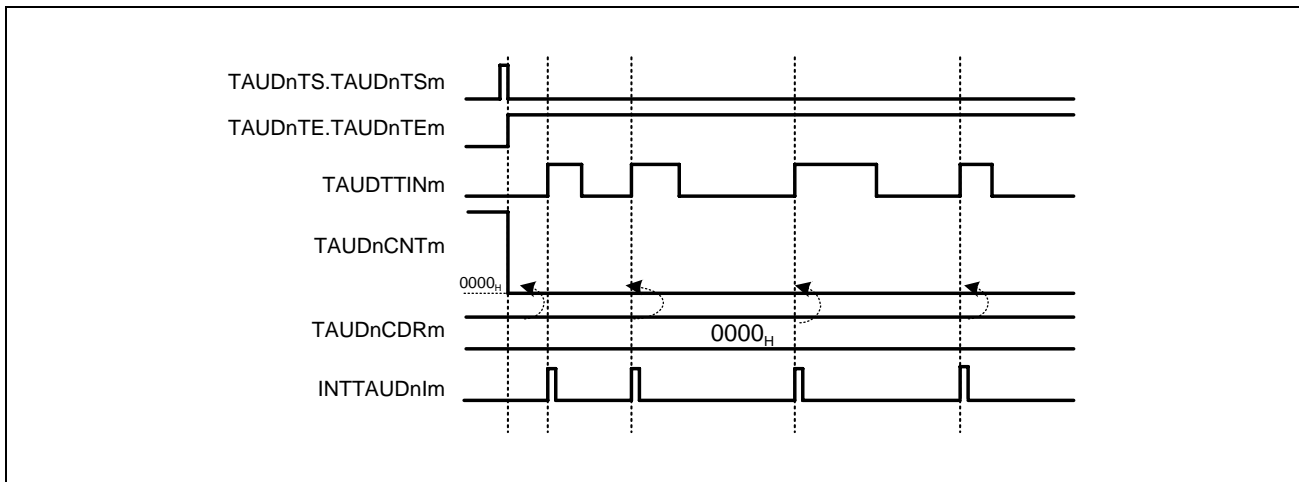 TAUDnTS.TAUDnTSm
TAUDnTE.TAUDnTEm
TAUDTTINm
TAUDnCNTm
0000H
TAUDnCDRm
0000H
INTTAUDnIm